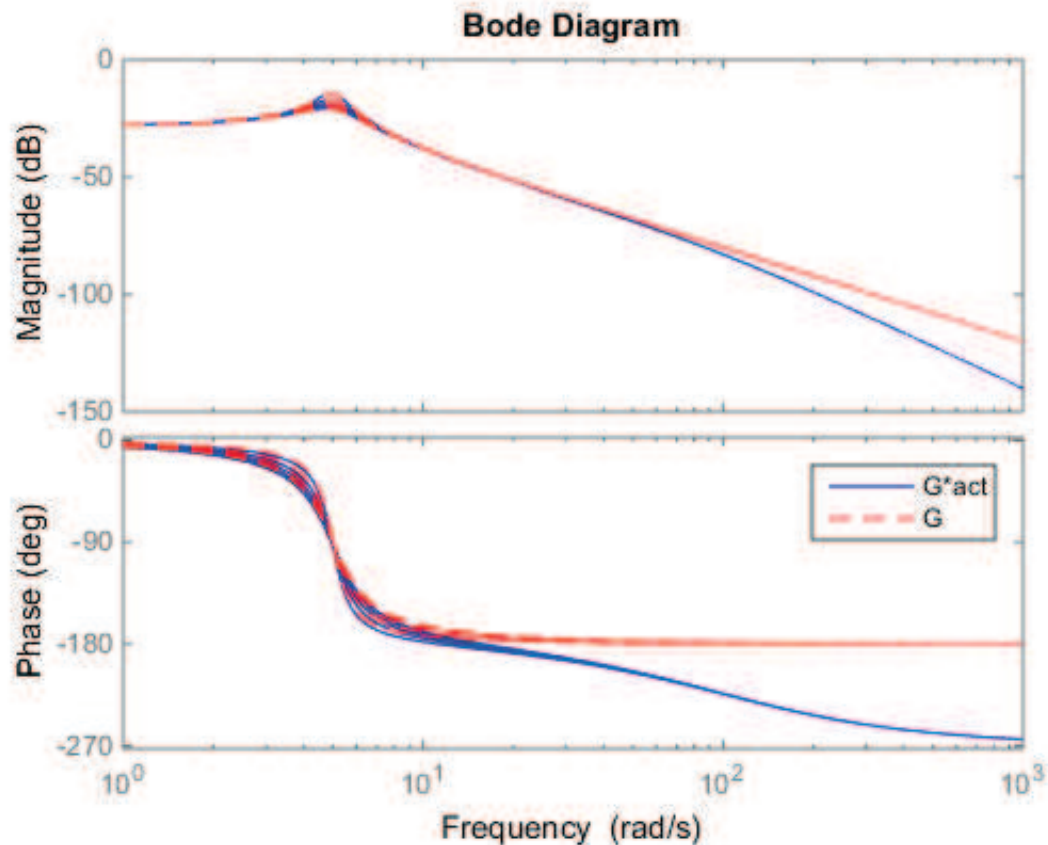 Bode Diagram
Magnitude (dB)
0
-50
-100
-150
Phase (deg)
0
-90
-180
-270
G*act
G
10^0
10^1
10^2
10^3
Frequency (rad/s)